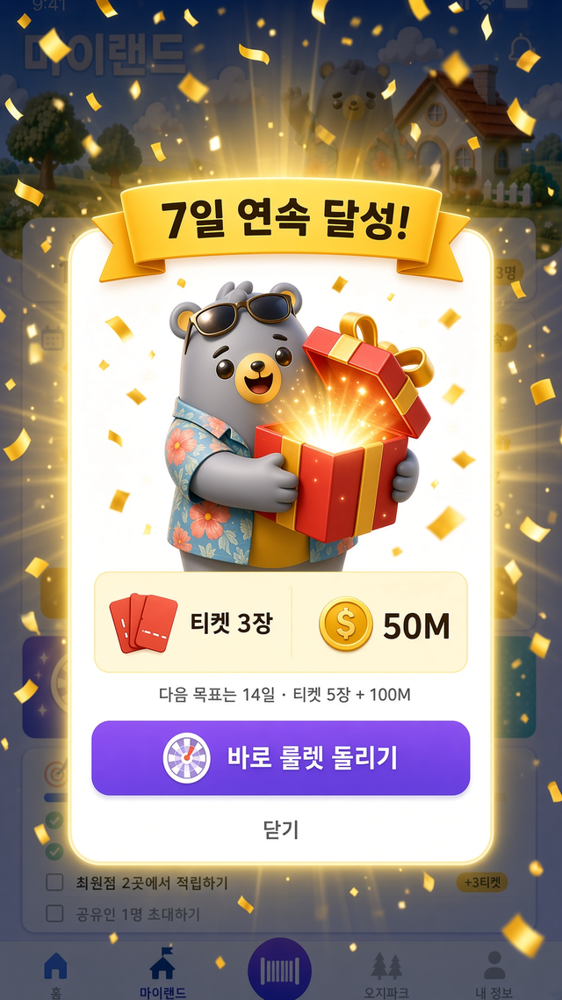 9:41
마이랜드
7일 연속 달성!
3명
속
티켓 3장
$
50M
다음 목표는 14일 · 티켓 5장 + 100M
바로 룰렛 돌리기
닫기
최원점 2곳에서 적립하기
+3티켓
공유인 1명 초대하기
홈
마이랜드
오지파크
내 정보